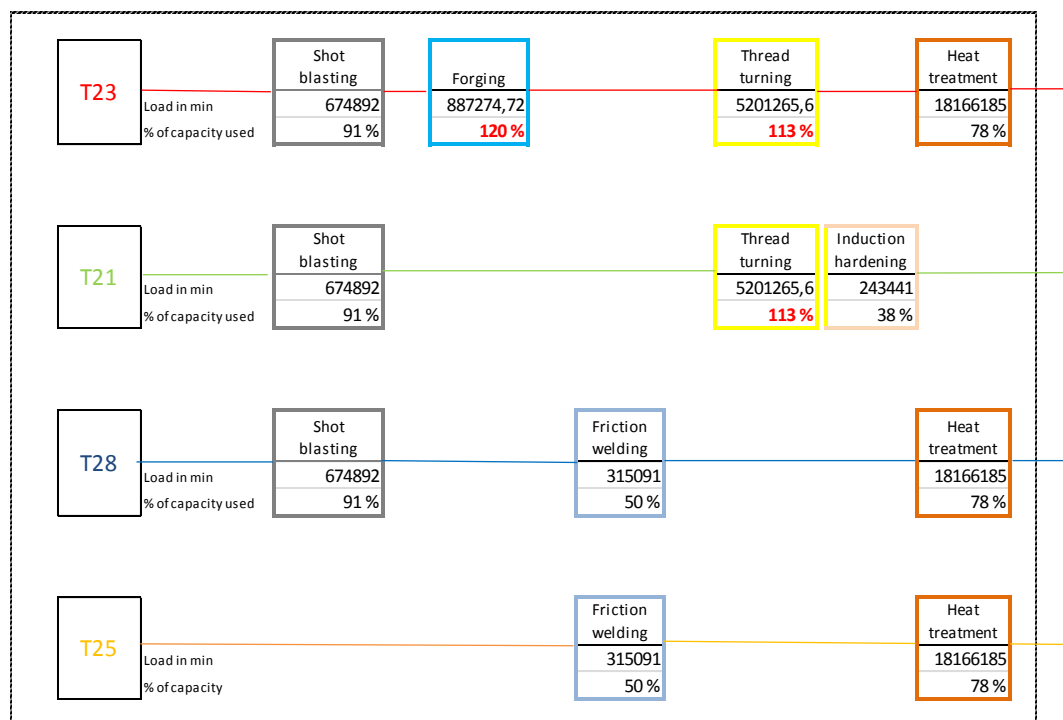 Shot blasting Forging Thread turning Heat treatment
T23
Load in min 674892 887274,72 5201265,6 18166185
% of capacity used 91 % 120 % 113 % 78 %
Shot blasting Thread turning Induction hardening
T21
Load in min 674892 5201265,6 243441
% of capacity used 91 % 113 % 38 %
Shot blasting Friction welding Heat treatment
T28
Load in min 674892 315091 18166185
% of capacity used 91 % 50 % 78 %
Friction welding Heat treatment
T25
Load in min 315091 18166185
% of capacity 50 % 78 %